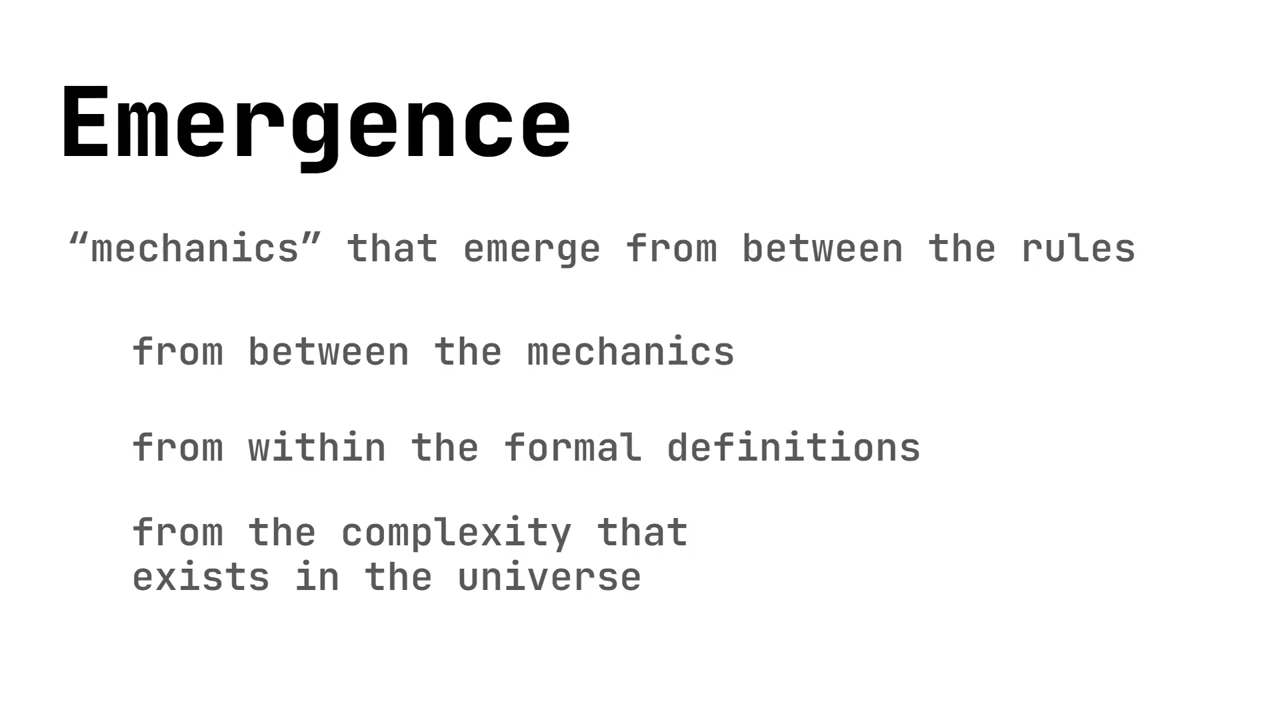 Emergence
“mechanics” that emerge from between the rules
from between the mechanics
from within the formal definitions
from the complexity that
exists in the universe